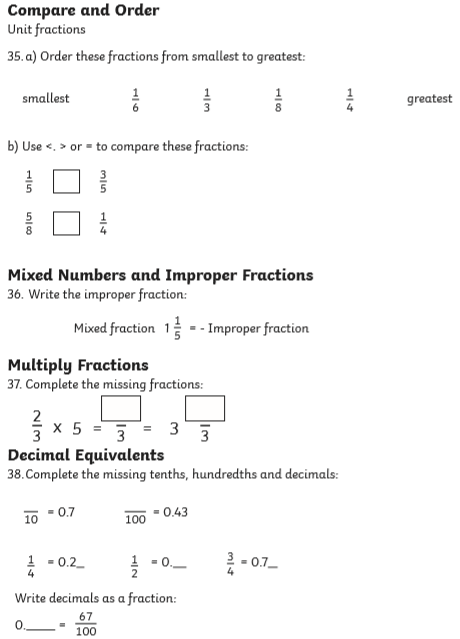 Compare and Order
Unit fractions
35. a) Order these fractions from smallest to greatest:
smallest 1/6 1/3 1/8 1/4 greatest
b) Use <. > or = to compare these fractions:
1/5 □ 3/5
5/8 □ 1/4
Mixed Numbers and Improper Fractions
36. Write the improper fraction:
Mixed fraction 1 1/5 = - Improper fraction
Multiply Fractions
37. Complete the missing fractions:
2/3 x 5 = □/3 = 3 □/3
Decimal Equivalents
38. Complete the missing tenths, hundredths and decimals:
/10 = 0.7 /100 = 0.43
1/4 = 0.2_ 1/2 = 0.__ 3/4 = 0.7_
Write decimals as a fraction:
0.____ = 67/100